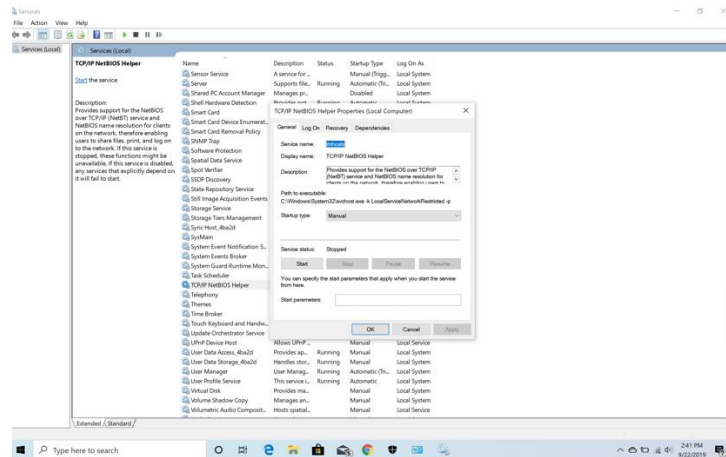 Services
File Action View Help
Services (Local)
Services (Local)
TCP/IP NetBIOS Helper
Start the service
Description:
Provides support for the NetBIOS
over TCP/IP (NetBT) service and
NetBIOS name resolution for clients
on the network, therefore enabling
users to share files, print, and log on
to the network. If this service is
stopped, these functions might be
unavailable. If this service is disabled,
any services that explicitly depend on
it will fail to start.
Name Description Status Startup Type Log On As
Sensor Service A service for ... Manual (Trigg... Local System
Server Supports file... Running Automatic (Tri... Local System
Shared PC Account Manager Manages pr... Disabled Local System
Shell Hardware Detection
Smart Card
Smart Card Device Enumerat...
Smart Card Removal Policy
SNMP Trap
Software Protection
Spatial Data Service
Spot Verifier
SSDP Discovery
State Repository Service
Still Image Acquisition Events
Storage Service
Storage Tiers Management
Sync Host_4ba2d
SysMain
System Event Notification S...
System Events Broker
System Guard Runtime Mon...
Task Scheduler
TCP/IP NetBIOS Helper
Telephony
Themes
Time Broker
Touch Keyboard and Handw...
Update Orchestrator Service
UPnP Device Host Allows UPnP ... Manual Local Service
User Data Access_4ba2d Provides ap... Running Manual Local System
User Data Storage_4ba2d Handles stor... Running Manual Local System
User Manager User Manag... Running Automatic (Tri... Local System
User Profile Service This service i... Running Automatic Local System
Virtual Disk Provides ma... Manual Local System
Volume Shadow Copy Manages an... Manual Local System
Volumetric Audio Composit... Hosts spatial... Manual Local Service
TCP/IP NetBIOS Helper Properties (Local Computer)
General Log On Recovery Dependencies
Service name: lmhosts
Display name: TCP/IP NetBIOS Helper
Description: Provides support for the NetBIOS over TCP/IP
(NetBT) service and NetBIOS name resolution for
clients on the network, therefore enabling users to
Path to executable:
C:\Windows\System32\svchost.exe -k LocalServiceNetworkRestricted -p
Startup type: Manual
Service status: Stopped
Start Stop Pause Resume
You can specify the start parameters that apply when you start the service
from here.
Start parameters:
OK Cancel Apply
Extended Standard
Type here to search
2:41 PM
9/22/2019